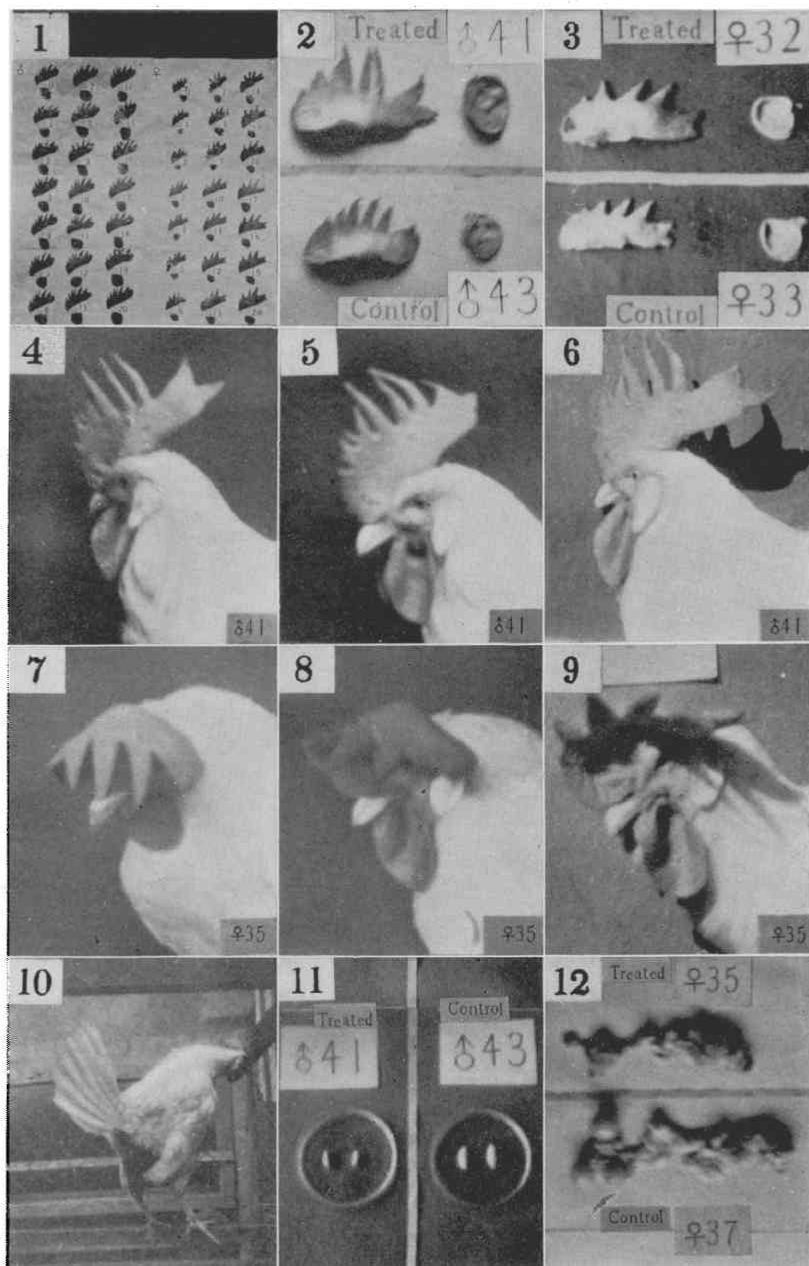 1
♂ ♀
2
Treated ♂41
Control ♂43
3
Treated ♀32
Control ♀33
4
♂41
5
♂41
6
♂41
7
♀35
8
♀35
9
♀35
10
11
Treated
♂41
Control
♂43
12
Treated ♀35
Control ♀37